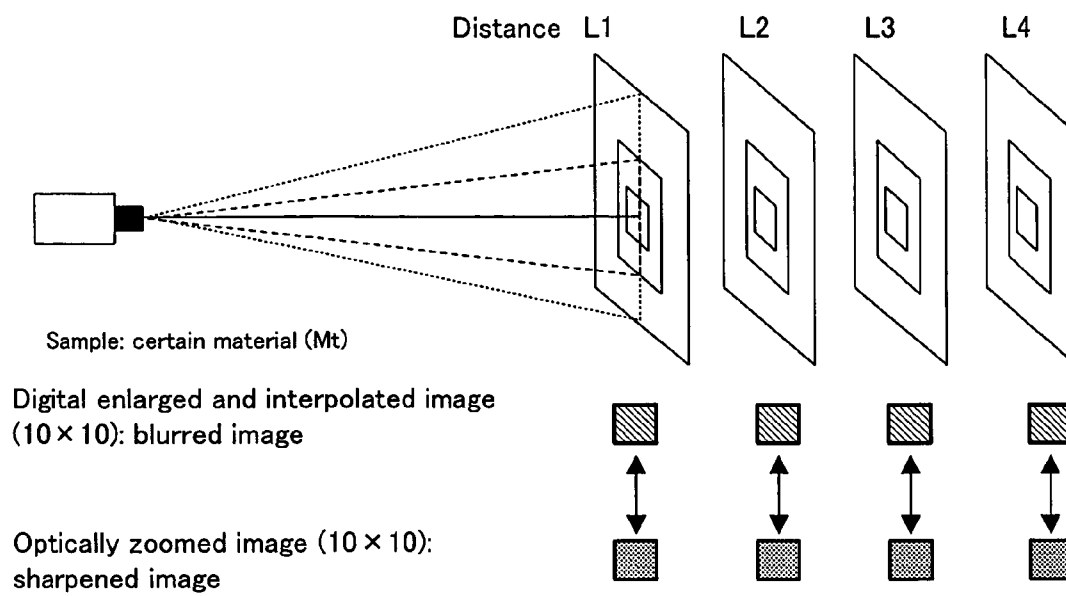 Distance L1 L2 L3 L4
Sample: certain material (Mt)
Digital enlarged and interpolated image
(10×10): blurred image
Optically zoomed image (10×10):
sharpened image